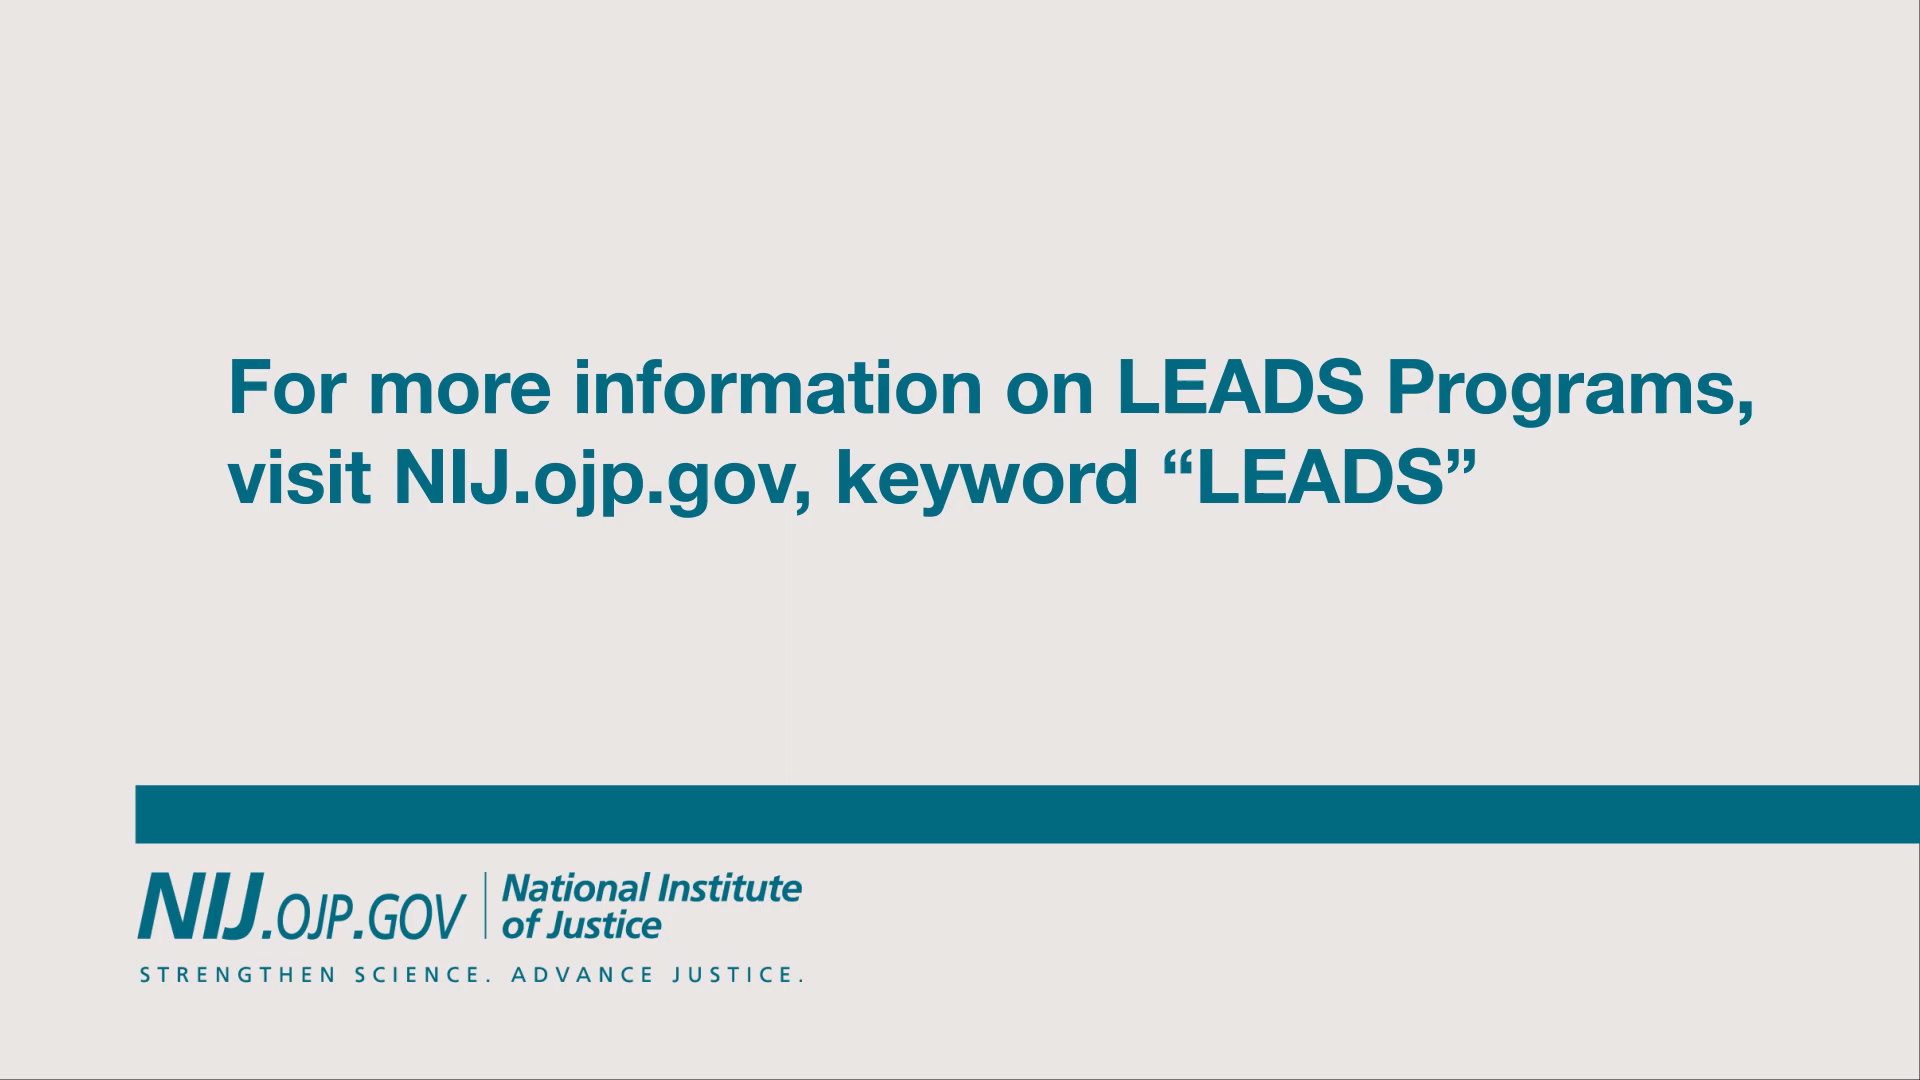 For more information on LEADS Programs,
visit NIJ.ojp.gov, keyword “LEADS”
NIJ.OJP.GOV
National Institute
of Justice
STRENGTHEN SCIENCE. ADVANCE JUSTICE.